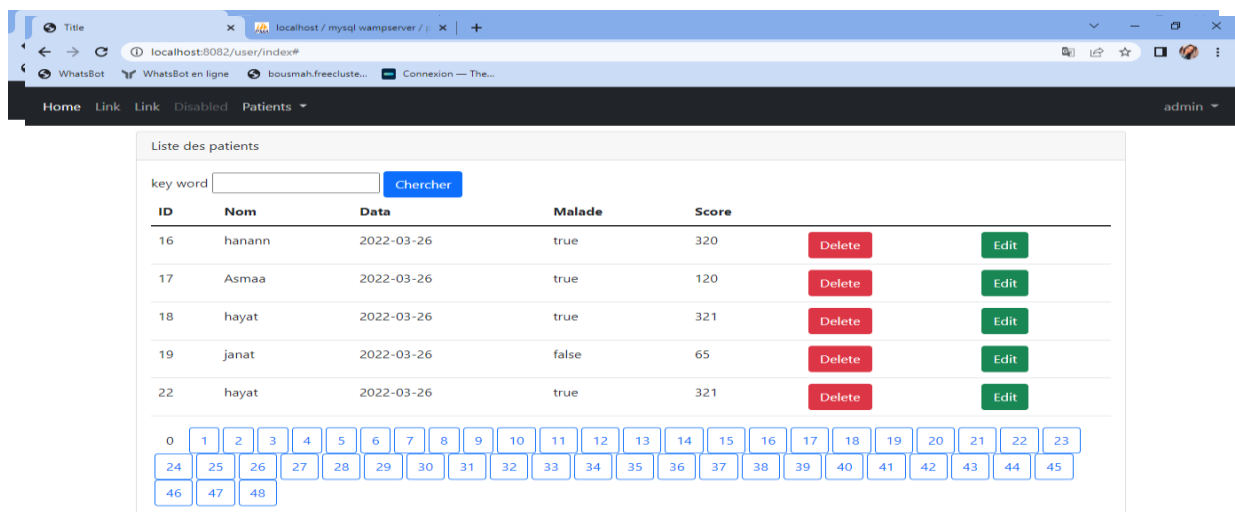 Title localhost / mysql wampserver / p
localhost:8082/user/index#
WhatsBot WhatsBot en ligne bousmah.freecluste... Connexion — The...
Home Link Link Disabled Patients admin
Liste des patients
key word Chercher
ID Nom Data Malade Score
16 hanann 2022-03-26 true 320 Delete Edit
17 Asmaa 2022-03-26 true 120 Delete Edit
18 hayat 2022-03-26 true 321 Delete Edit
19 janat 2022-03-26 false 65 Delete Edit
22 hayat 2022-03-26 true 321 Delete Edit
0 1 2 3 4 5 6 7 8 9 10 11 12 13 14 15 16 17 18 19 20 21 22 23
24 25 26 27 28 29 30 31 32 33 34 35 36 37 38 39 40 41 42 43 44 45
46 47 48